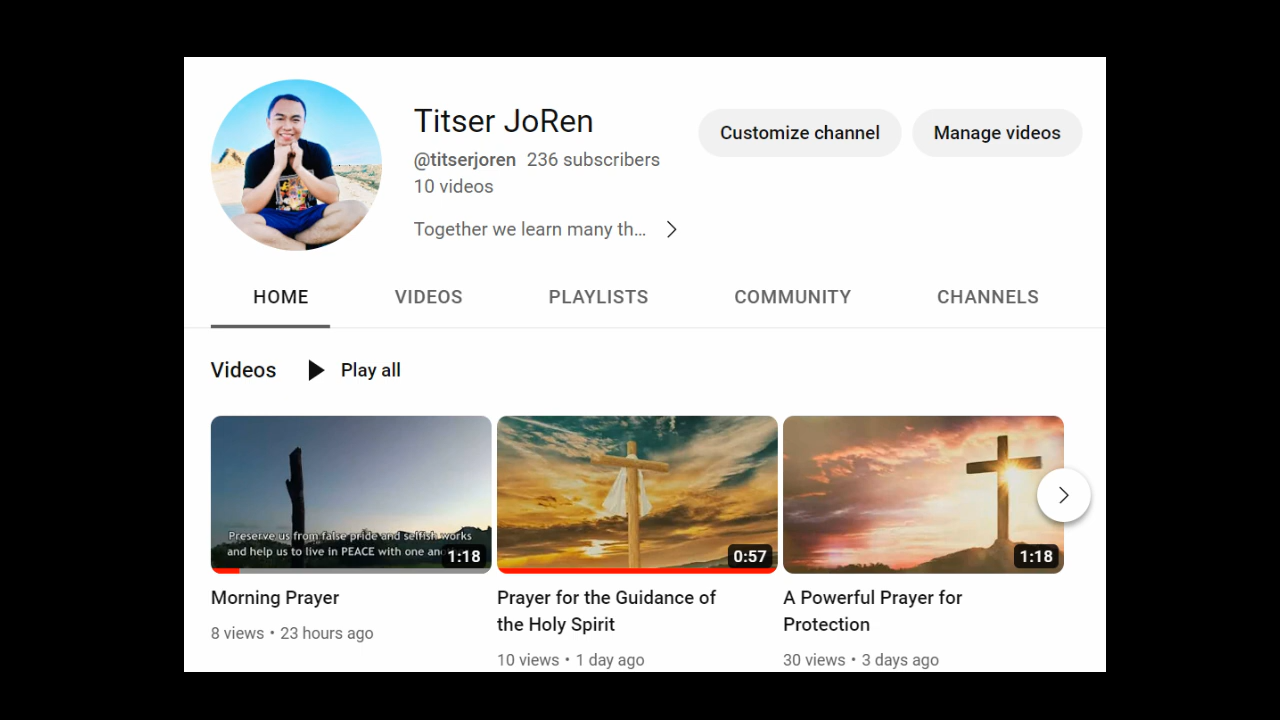 Titser JoRen
@titserjoren 236 subscribers
10 videos
Together we learn many th...
Customize channel
Manage videos
HOME
VIDEOS
PLAYLISTS
COMMUNITY
CHANNELS
Videos
Play all
Preserve us from false pride and selfish works
and help us to live in PEACE with one
1:18
Morning Prayer
8 views • 23 hours ago
0:57
Prayer for the Guidance of
the Holy Spirit
10 views • 1 day ago
1:18
A Powerful Prayer for
Protection
30 views • 3 days ago